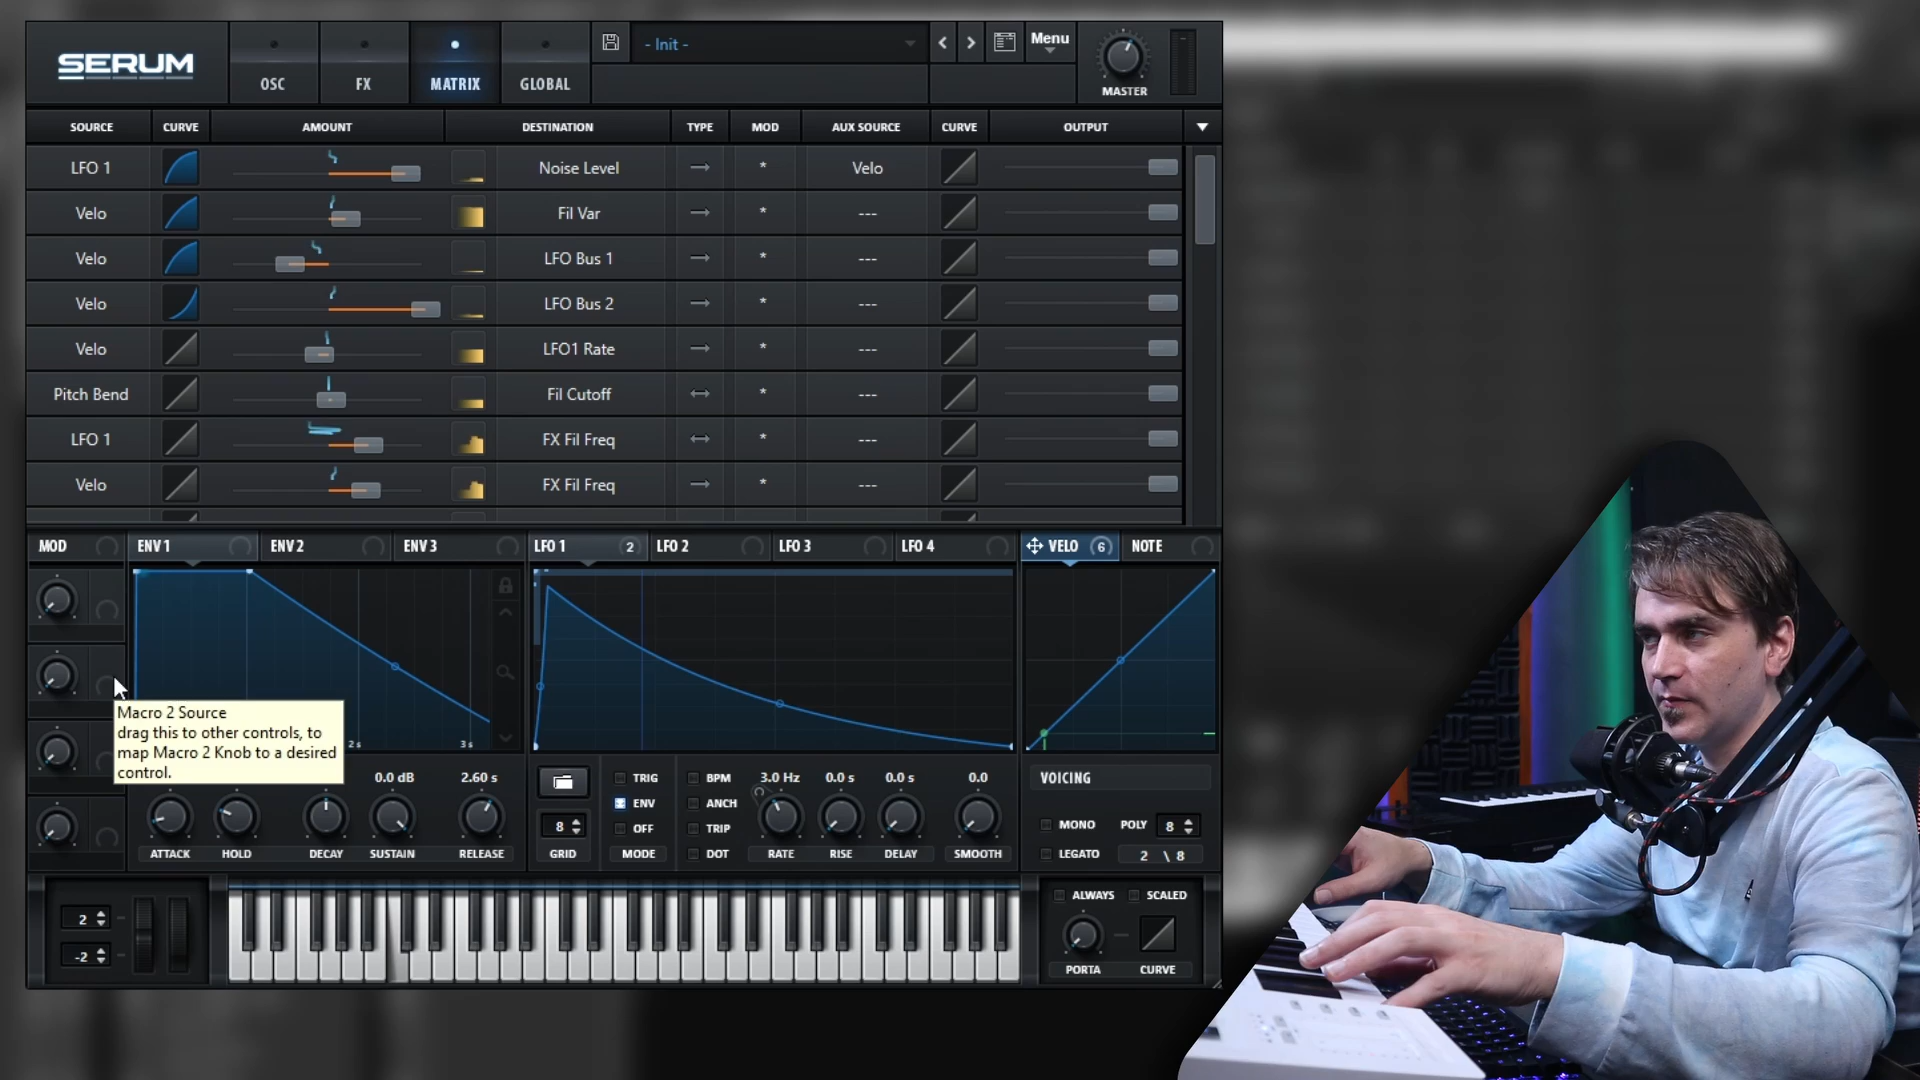 SERUM
OSC
FX
MATRIX
GLOBAL
- Init -
Menu
MASTER
SOURCE CURVE AMOUNT DESTINATION TYPE MOD AUX SOURCE CURVE OUTPUT
LFO 1 Noise Level * Velo
Velo Fil Var * ---
Velo LFO Bus 1 * ---
Velo LFO Bus 2 * ---
Velo LFO1 Rate * ---
Pitch Bend Fil Cutoff * ---
LFO 1 FX Fil Freq * ---
Velo FX Fil Freq * ---
MOD ENV 1 ENV 2 ENV 3 LFO 1 2 LFO 2 LFO 3 LFO 4 VELO 6 NOTE
Macro 2 Source
drag this to other controls, to
map Macro 2 Knob to a desired
control.
2s 3s
0.0 dB 2.60 s
ATTACK HOLD DECAY SUSTAIN RELEASE
8
GRID
TRIG
ENV
OFF
MODE
BPM
ANCH
TRIP
DOT
3.0 Hz 0.0 s 0.0 s 0.0
RATE RISE DELAY SMOOTH
VOICING
MONO POLY 8
LEGATO 2 \ 8
2
-2
ALWAYS SCALED
PORTA CURVE